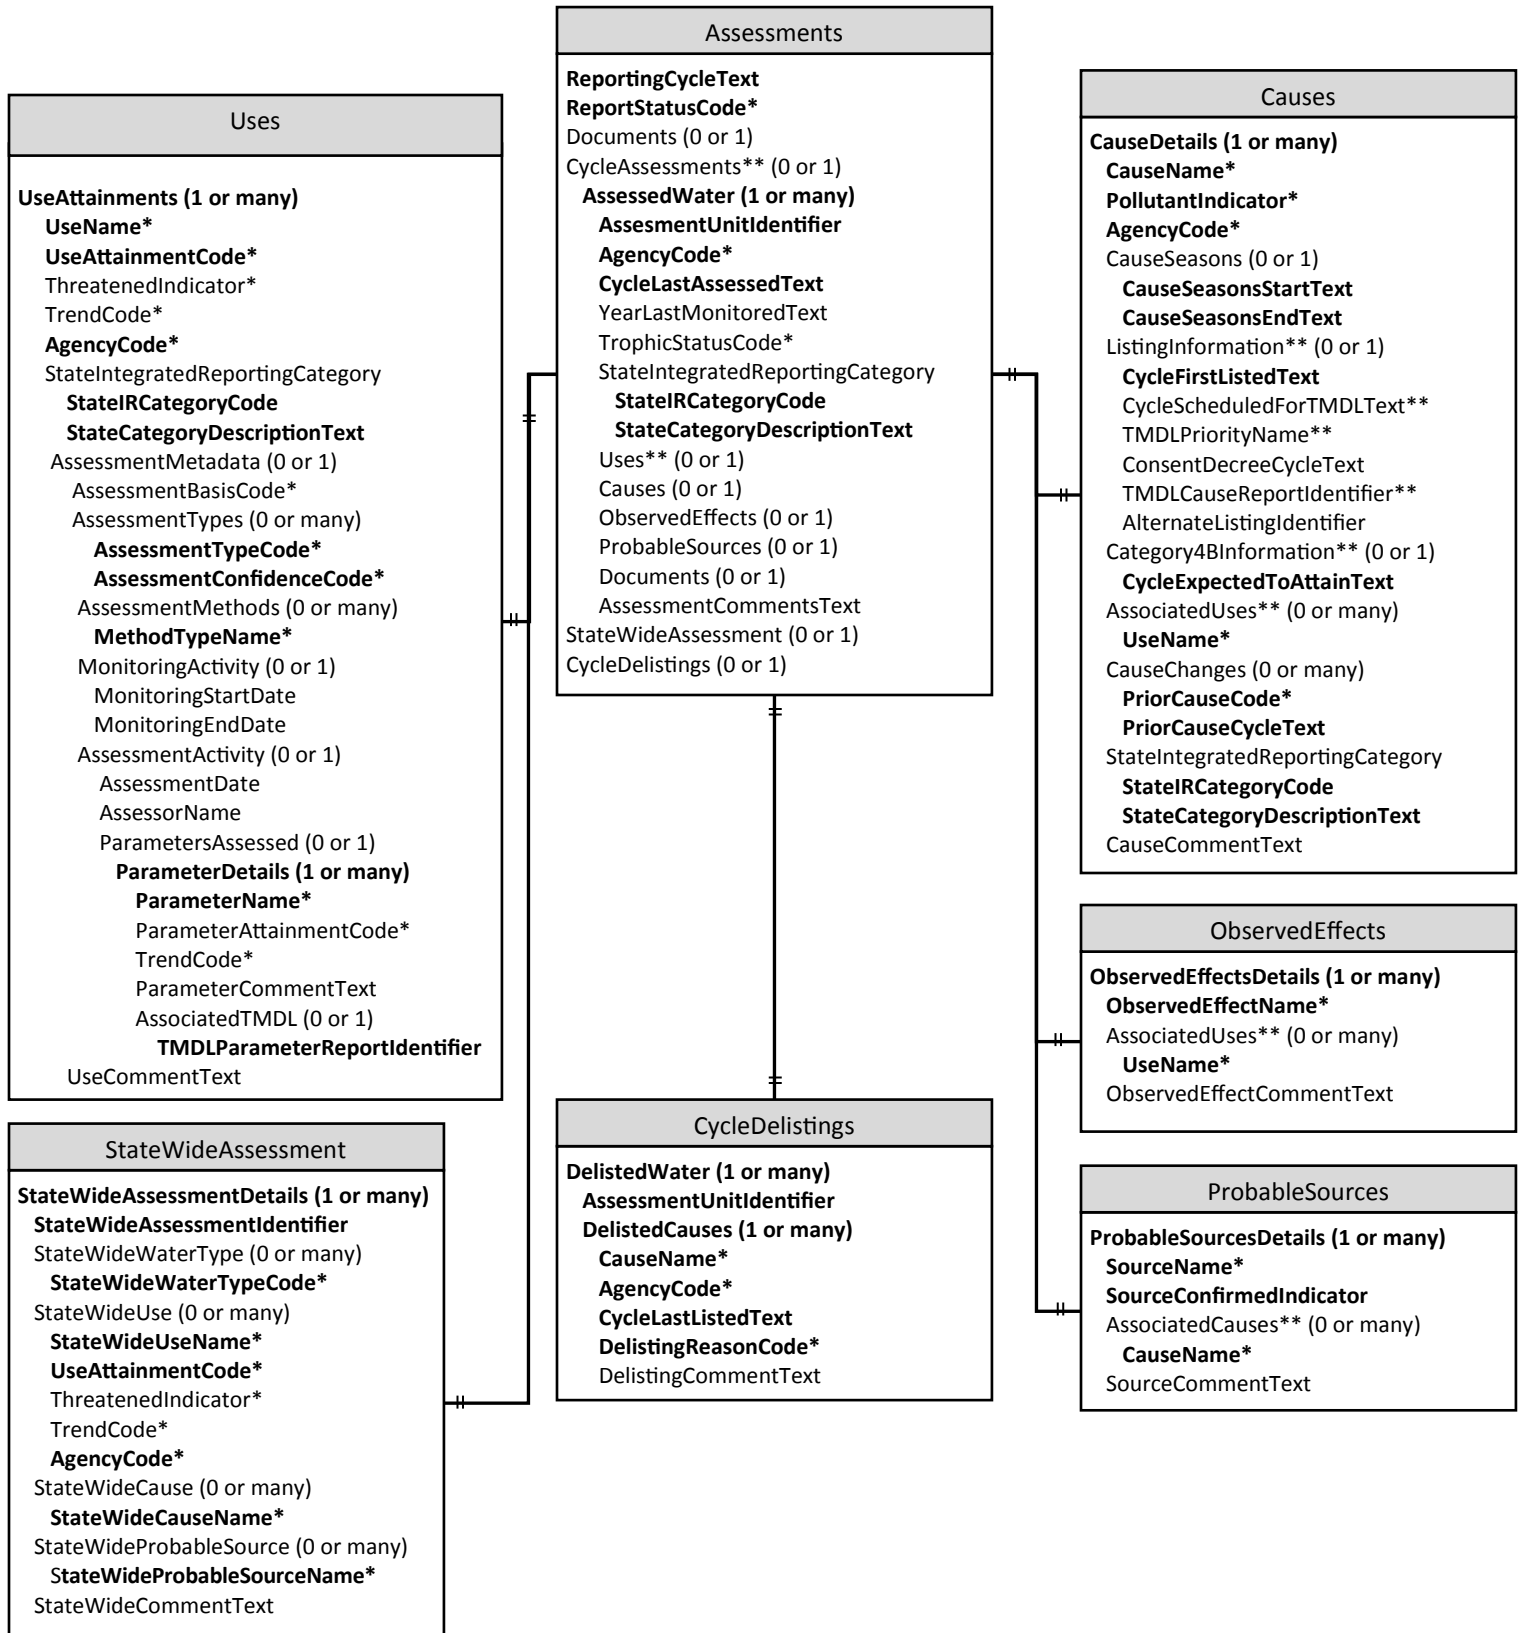 Assessments
ReportingCycleText
ReportStatusCode*
Documents (0 or 1)
CycleAssessments** (0 or 1)
AssessedWater (1 or many)
AssesmentUnitIdentifier
AgencyCode*
CycleLastAssessedText
YearLastMonitoredText
TrophicStatusCode*
StateIntegratedReportingCategory
StateIRCategoryCode
StateCategoryDescriptionText
Uses** (0 or 1)
Causes (0 or 1)
ObservedEffects (0 or 1)
ProbableSources (0 or 1)
Documents (0 or 1)
AssessmentCommentsText
StateWideAssessment (0 or 1)
CycleDelistings (0 or 1)
Uses
UseAttainments (1 or many)
UseName*
UseAttainmentCode*
ThreatenedIndicator*
TrendCode*
AgencyCode*
StateIntegratedReportingCategory
StateIRCategoryCode
StateCategoryDescriptionText
AssessmentMetadata (0 or 1)
AssessmentBasisCode*
AssessmentTypes (0 or many)
AssessmentTypeCode*
AssessmentConfidenceCode*
AssessmentMethods (0 or many)
MethodTypeName*
MonitoringActivity (0 or 1)
MonitoringStartDate
MonitoringEndDate
AssessmentActivity (0 or 1)
AssessmentDate
AssessorName
ParametersAssessed (0 or 1)
ParameterDetails (1 or many)
ParameterName*
ParameterAttainmentCode*
TrendCode*
ParameterCommentText
AssociatedTMDL (0 or 1)
TMDLParameterReportIdentifier
UseCommentText
Causes
CauseDetails (1 or many)
CauseName*
PollutantIndicator*
AgencyCode*
CauseSeasons (0 or 1)
CauseSeasonsStartText
CauseSeasonsEndText
ListingInformation** (0 or 1)
CycleFirstListedText
CycleScheduledForTMDLText**
TMDLPriorityName**
ConsentDecreeCycleText
TMDLCauseReportIdentifier**
AlternateListingIdentifier
Category4BInformation** (0 or 1)
CycleExpectedToAttainText
AssociatedUses** (0 or many)
UseName*
CauseChanges (0 or many)
PriorCauseCode*
PriorCauseCycleText
StateIntegratedReportingCategory
StateIRCategoryCode
StateCategoryDescriptionText
CauseCommentText
ObservedEffects
ObservedEffectsDetails (1 or many)
ObservedEffectName*
AssociatedUses** (0 or many)
UseName*
ObservedEffectCommentText
StateWideAssessment
StateWideAssessmentDetails (1 or many)
StateWideAssessmentIdentifier
StateWideWaterType (0 or many)
StateWideWaterTypeCode*
StateWideUse (0 or many)
StateWideUseName*
UseAttainmentCode*
ThreatenedIndicator*
TrendCode*
AgencyCode*
StateWideCause (0 or many)
StateWideCauseName*
StateWideProbableSource (0 or many)
StateWideProbableSourceName*
StateWideCommentText
CycleDelistings
DelistedWater (1 or many)
AssessmentUnitIdentifier
DelistedCauses (1 or many)
CauseName*
AgencyCode*
CycleLastListedText
DelistingReasonCode*
DelistingCommentText
ProbableSources
ProbableSourcesDetails (1 or many)
SourceName*
SourceConfirmedIndicator
AssociatedCauses** (0 or many)
CauseName*
SourceCommentText